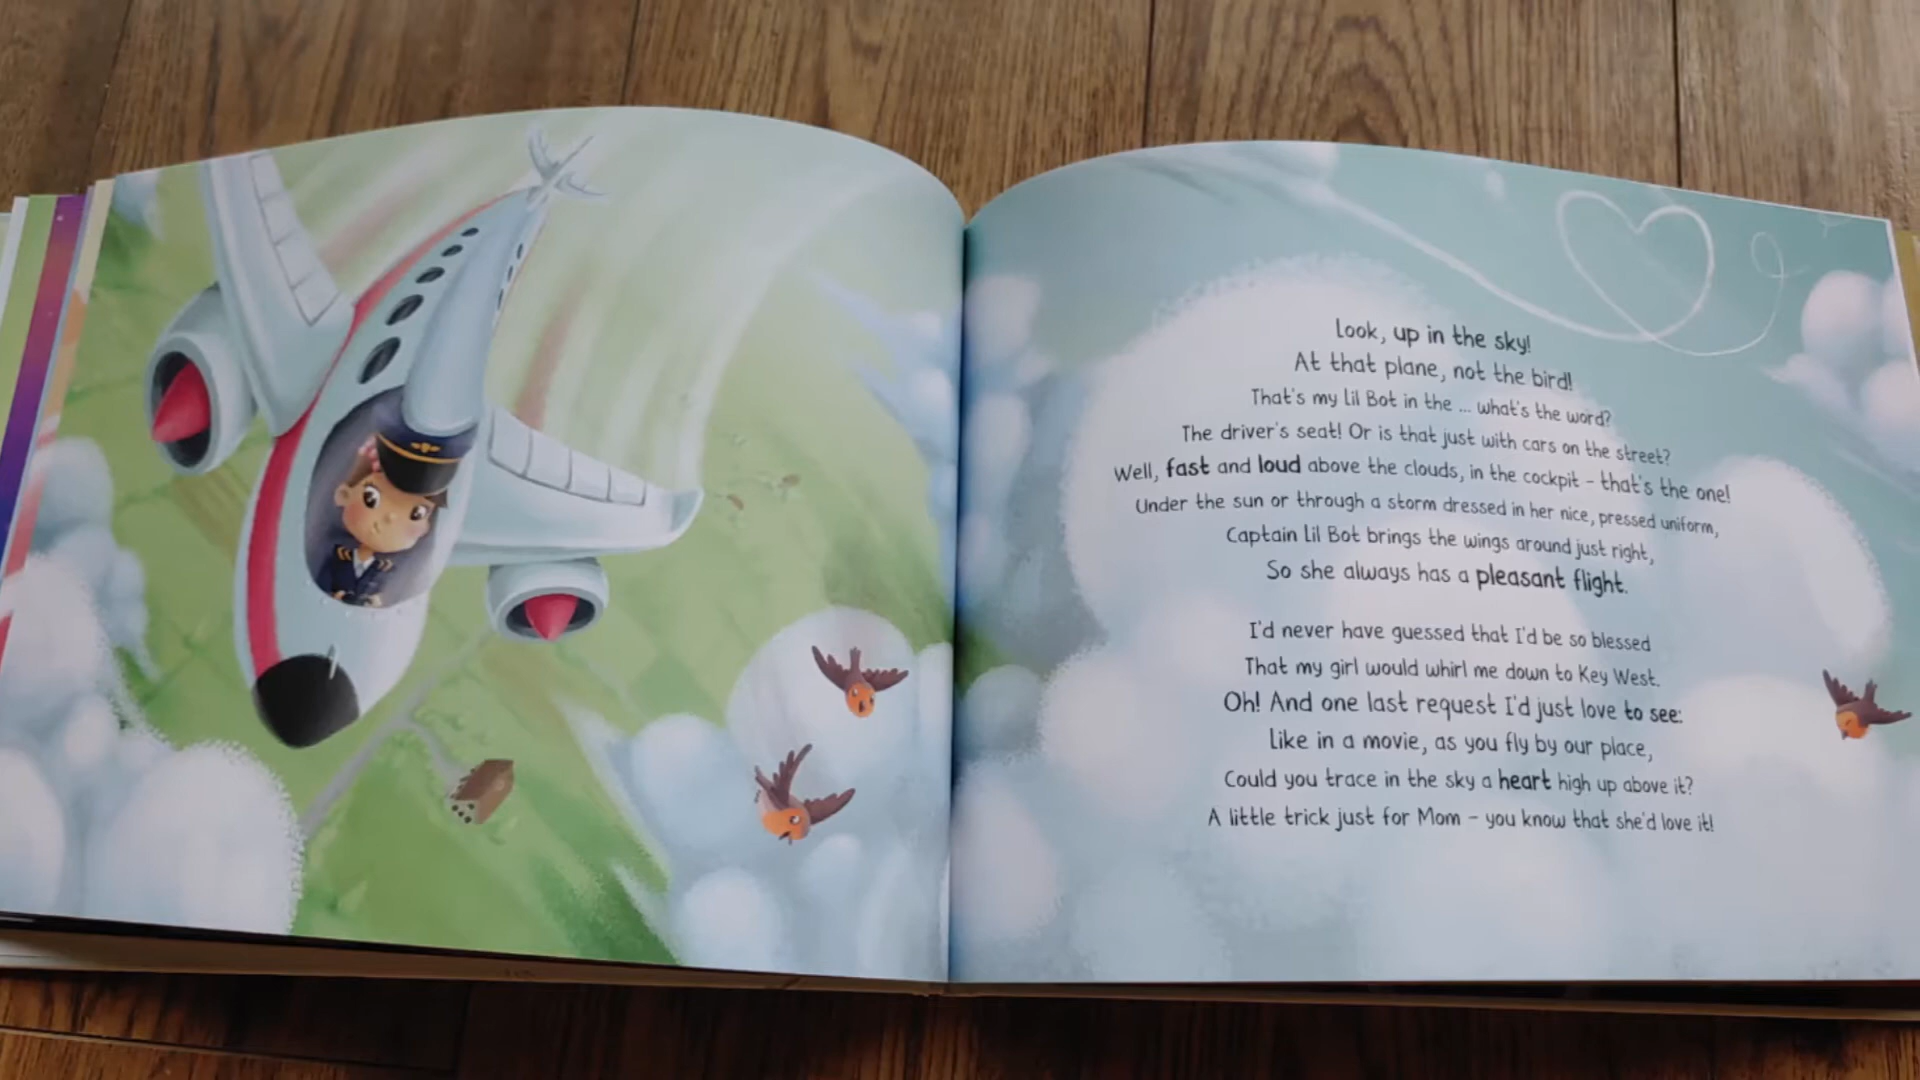 Look, up in the sky!
At that plane, not the bird!
That's my Lil Bot in the ... what's the word?
The driver's seat! Or is that just with cars on the street?
Well, fast and loud above the clouds, in the cockpit - that's the one!
Under the sun or through a storm dressed in her nice, pressed uniform,
Captain Lil Bot brings the wings around just right,
So she always has a pleasant flight.
I'd never have guessed that I'd be so blessed
That my girl would whirl me down to Key West.
Oh! And one last request I'd just love to see:
Like in a movie, as you fly by our place,
Could you trace in the sky a heart high up above it?
A little trick just for Mom - you know that she'd love it!